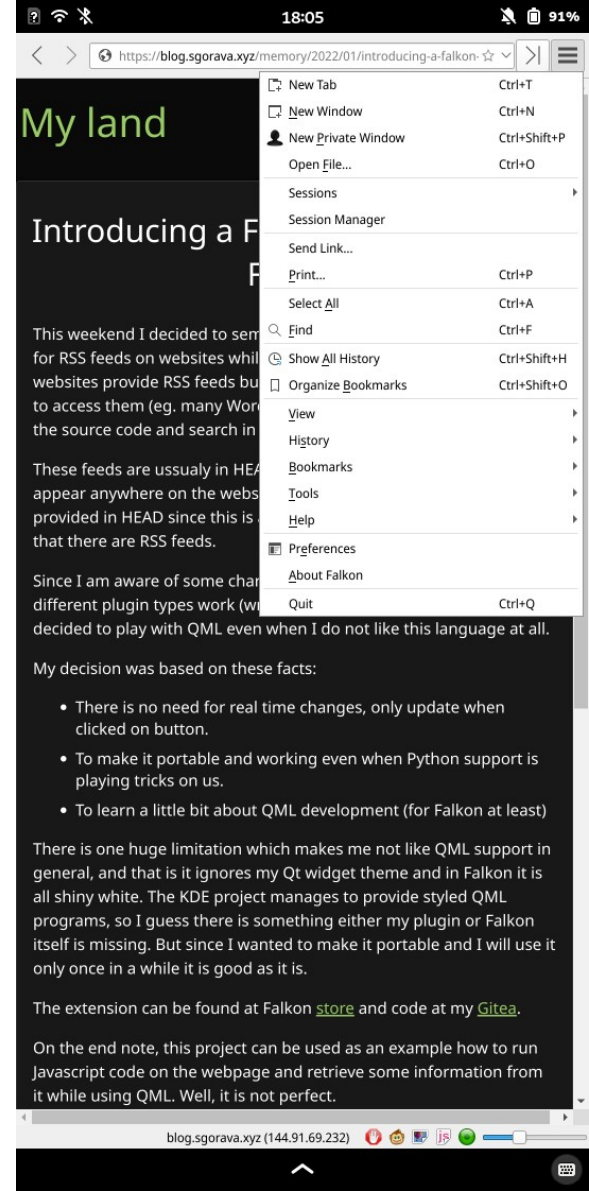 18:05
91%
https://blog.sgorava.xyz/memory/2022/01/introducing-a-falkon-
My land
New Tab Ctrl+T
New Window Ctrl+N
New Private Window Ctrl+Shift+P
Open File... Ctrl+O
Sessions
Session Manager
Send Link...
Print... Ctrl+P
Select All Ctrl+A
Find Ctrl+F
Show All History Ctrl+Shift+H
Organize Bookmarks Ctrl+Shift+O
View
History
Bookmarks
Tools
Help
Preferences
About Falkon
Quit Ctrl+Q
Introducing a F
F
This weekend I decided to sem
for RSS feeds on websites whil
websites provide RSS feeds bu
to access them (eg. many Wor
the source code and search in
These feeds are ussualy in HEA
appear anywhere on the webs
provided in HEAD since this is
that there are RSS feeds.
Since I am aware of some char
different plugin types work (wr
decided to play with QML even when I do not like this language at all.
My decision was based on these facts:
• There is no need for real time changes, only update when
clicked on button.
• To make it portable and working even when Python support is
playing tricks on us.
• To learn a little bit about QML development (for Falkon at least)
There is one huge limitation which makes me not like QML support in
general, and that is it ignores my Qt widget theme and in Falkon it is
all shiny white. The KDE project manages to provide styled QML
programs, so I guess there is something either my plugin or Falkon
itself is missing. But since I wanted to make it portable and I will use it
only once in a while it is good as it is.
The extension can be found at Falkon store and code at my Gitea.
On the end note, this project can be used as an example how to run
Javascript code on the webpage and retrieve some information from
it while using QML. Well, it is not perfect.
blog.sgorava.xyz (144.91.69.232)
js